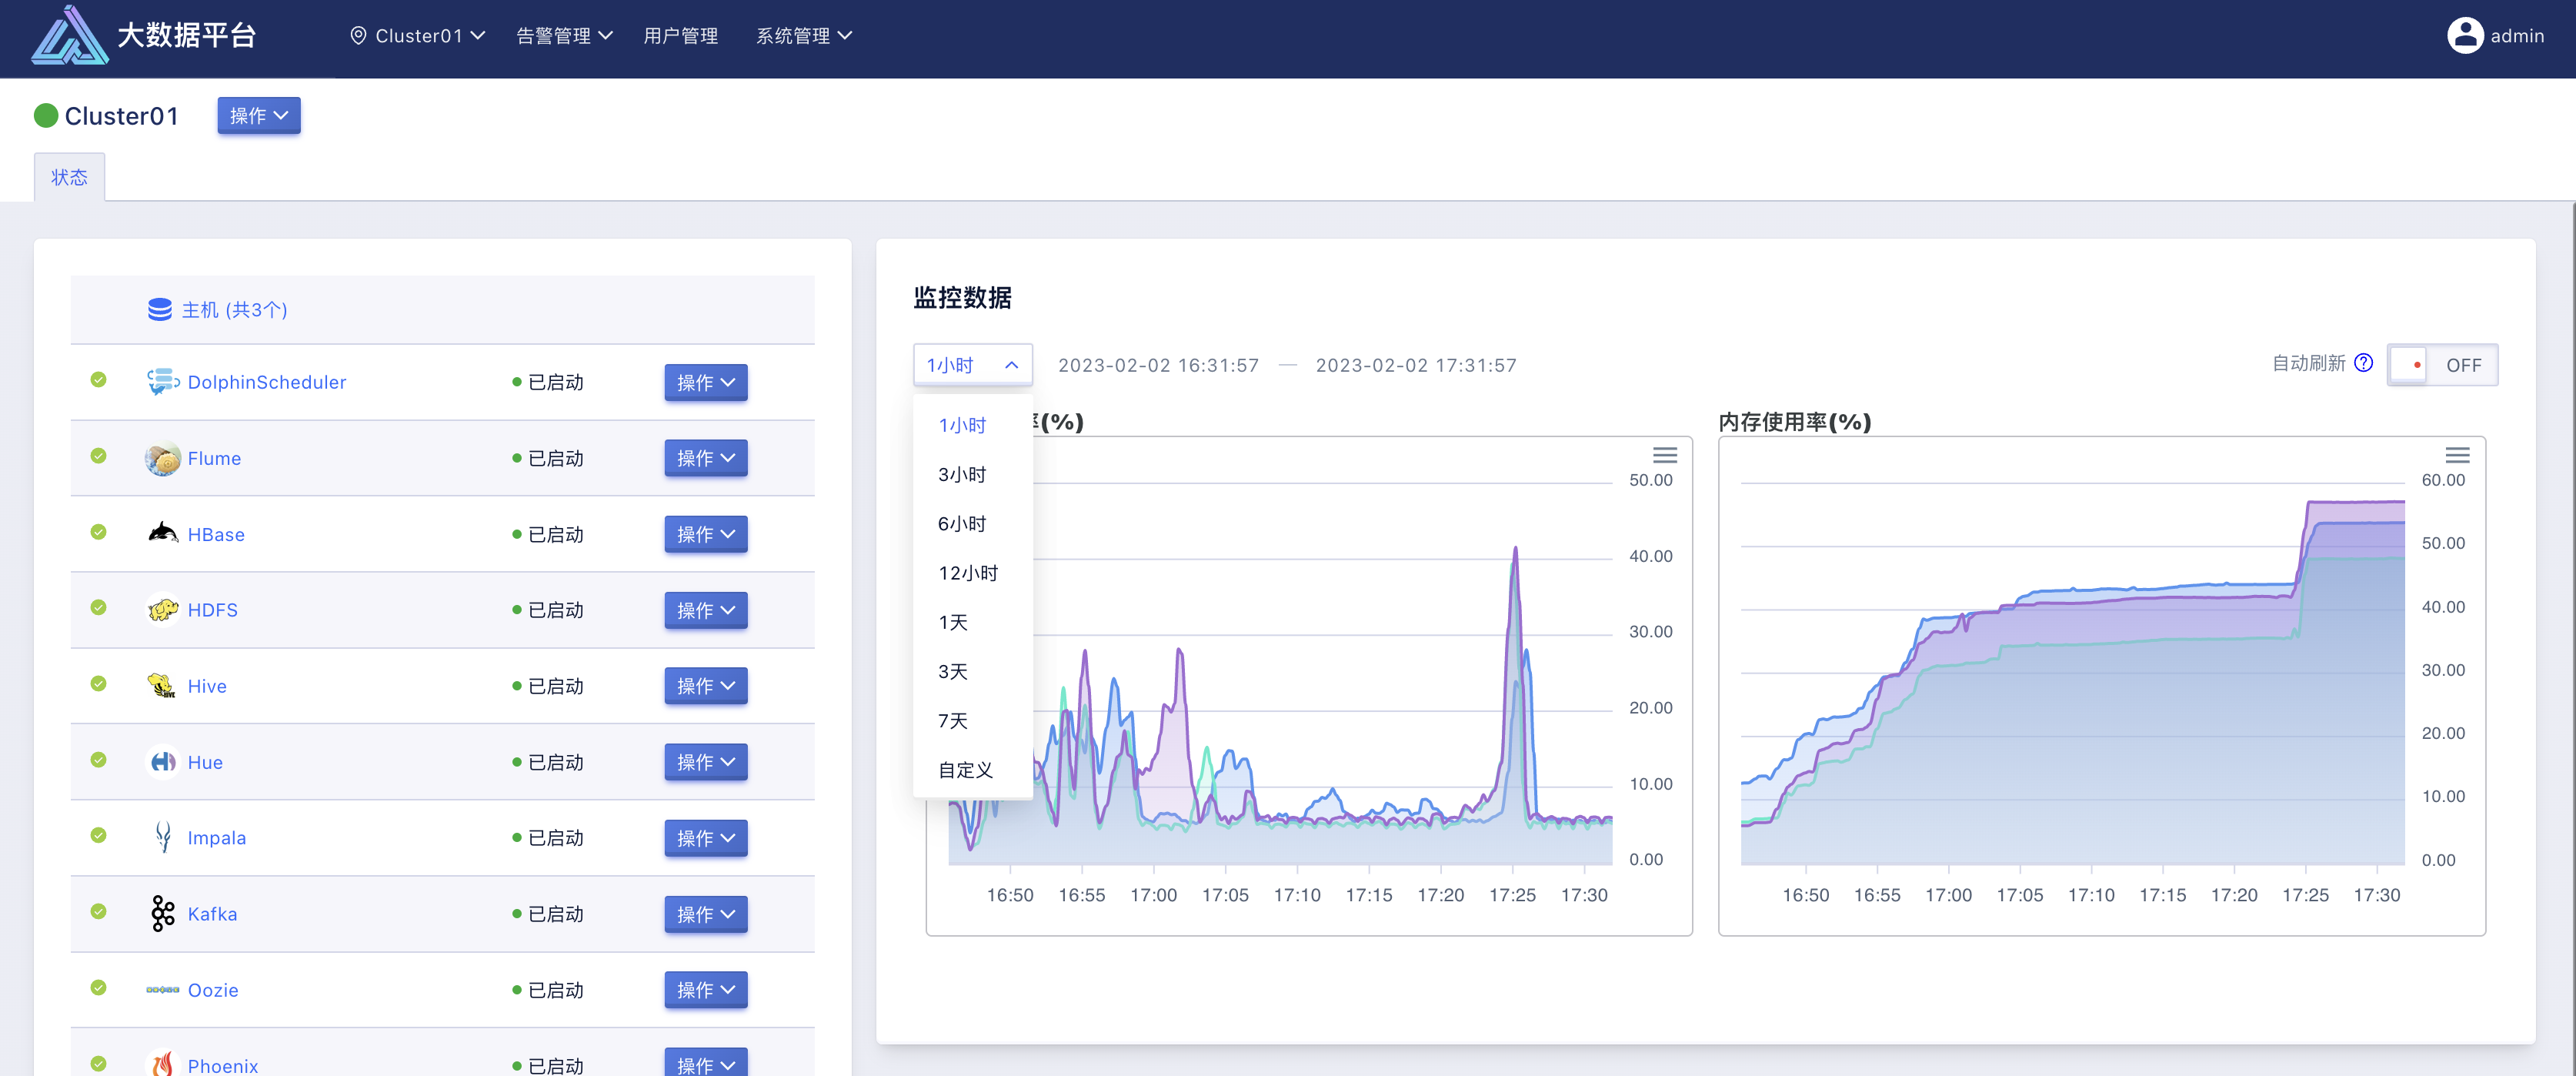 大数据平台
Cluster01
告警管理
用户管理
系统管理
admin
Cluster01
操作
状态
主机 (共3个)
DolphinScheduler 已启动 操作
Flume 已启动 操作
HBase 已启动 操作
HDFS 已启动 操作
Hive 已启动 操作
Hue 已启动 操作
Impala 已启动 操作
Kafka 已启动 操作
Oozie 已启动 操作
Phoenix 已启动 操作
监控数据
1小时
2023-02-02 16:31:57 — 2023-02-02 17:31:57
自动刷新 ? OFF
1小时
3小时
6小时
12小时
1天
3天
7天
自定义
(%)
50.00
40.00
30.00
20.00
10.00
0.00
16:50 16:55 17:00 17:05 17:10 17:15 17:20 17:25 17:30
内存使用率(%)
60.00
50.00
40.00
30.00
20.00
10.00
0.00
16:50 16:55 17:00 17:05 17:10 17:15 17:20 17:25 17:30